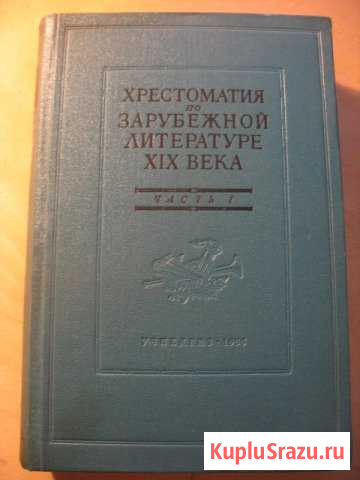 ХРЕСТОМАТИЯ
ПО
ЗАРУБЕЖНОЙ
ЛИТЕРАТУРЕ
XIX ВЕКА
ЧАСТЬ I
УЧПЕДГИЗ ·
KupluSrazu.ru